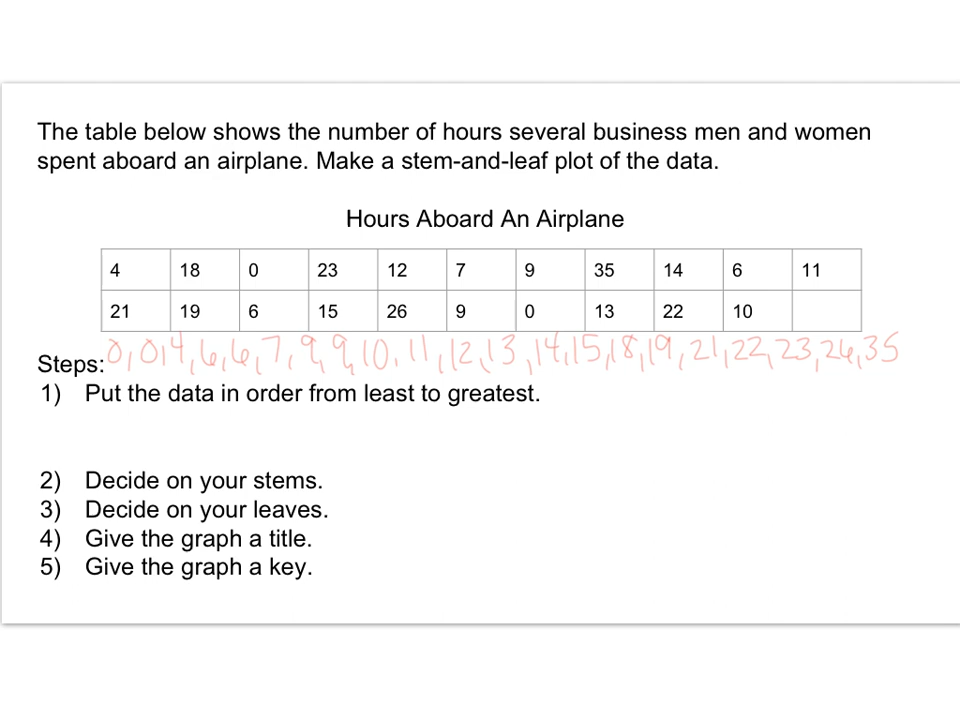 The table below shows the number of hours several business men and women
spent aboard an airplane. Make a stem-and-leaf plot of the data.
Hours Aboard An Airplane
4 18 0 23 12 7 9 35 14 6 11
21 19 6 15 26 9 0 13 22 10
0,0,4,6,6,7,9,9,10,11,12,13,14,15,18,19,21,22,23,26,35
Steps:
1) Put the data in order from least to greatest.
2) Decide on your stems.
3) Decide on your leaves.
4) Give the graph a title.
5) Give the graph a key.